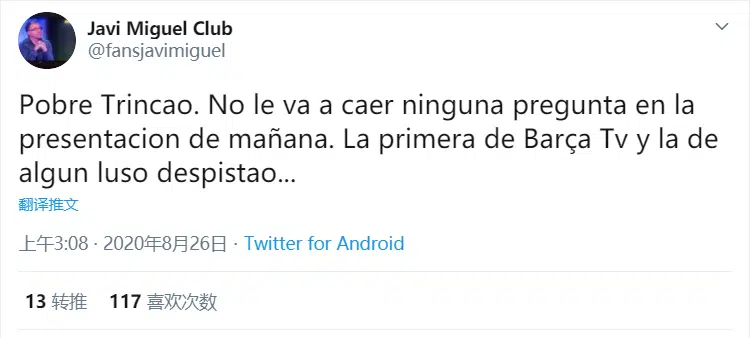 Javi Miguel Club
@fansjavimiguel
Pobre Trincao. No le va a caer ninguna pregunta en la
presentacion de mañana. La primera de Barça Tv y la de
algun luso despistao...
翻译推文
上午3:08 · 2020年8月26日 · Twitter for Android
13 转推 117 喜欢次数